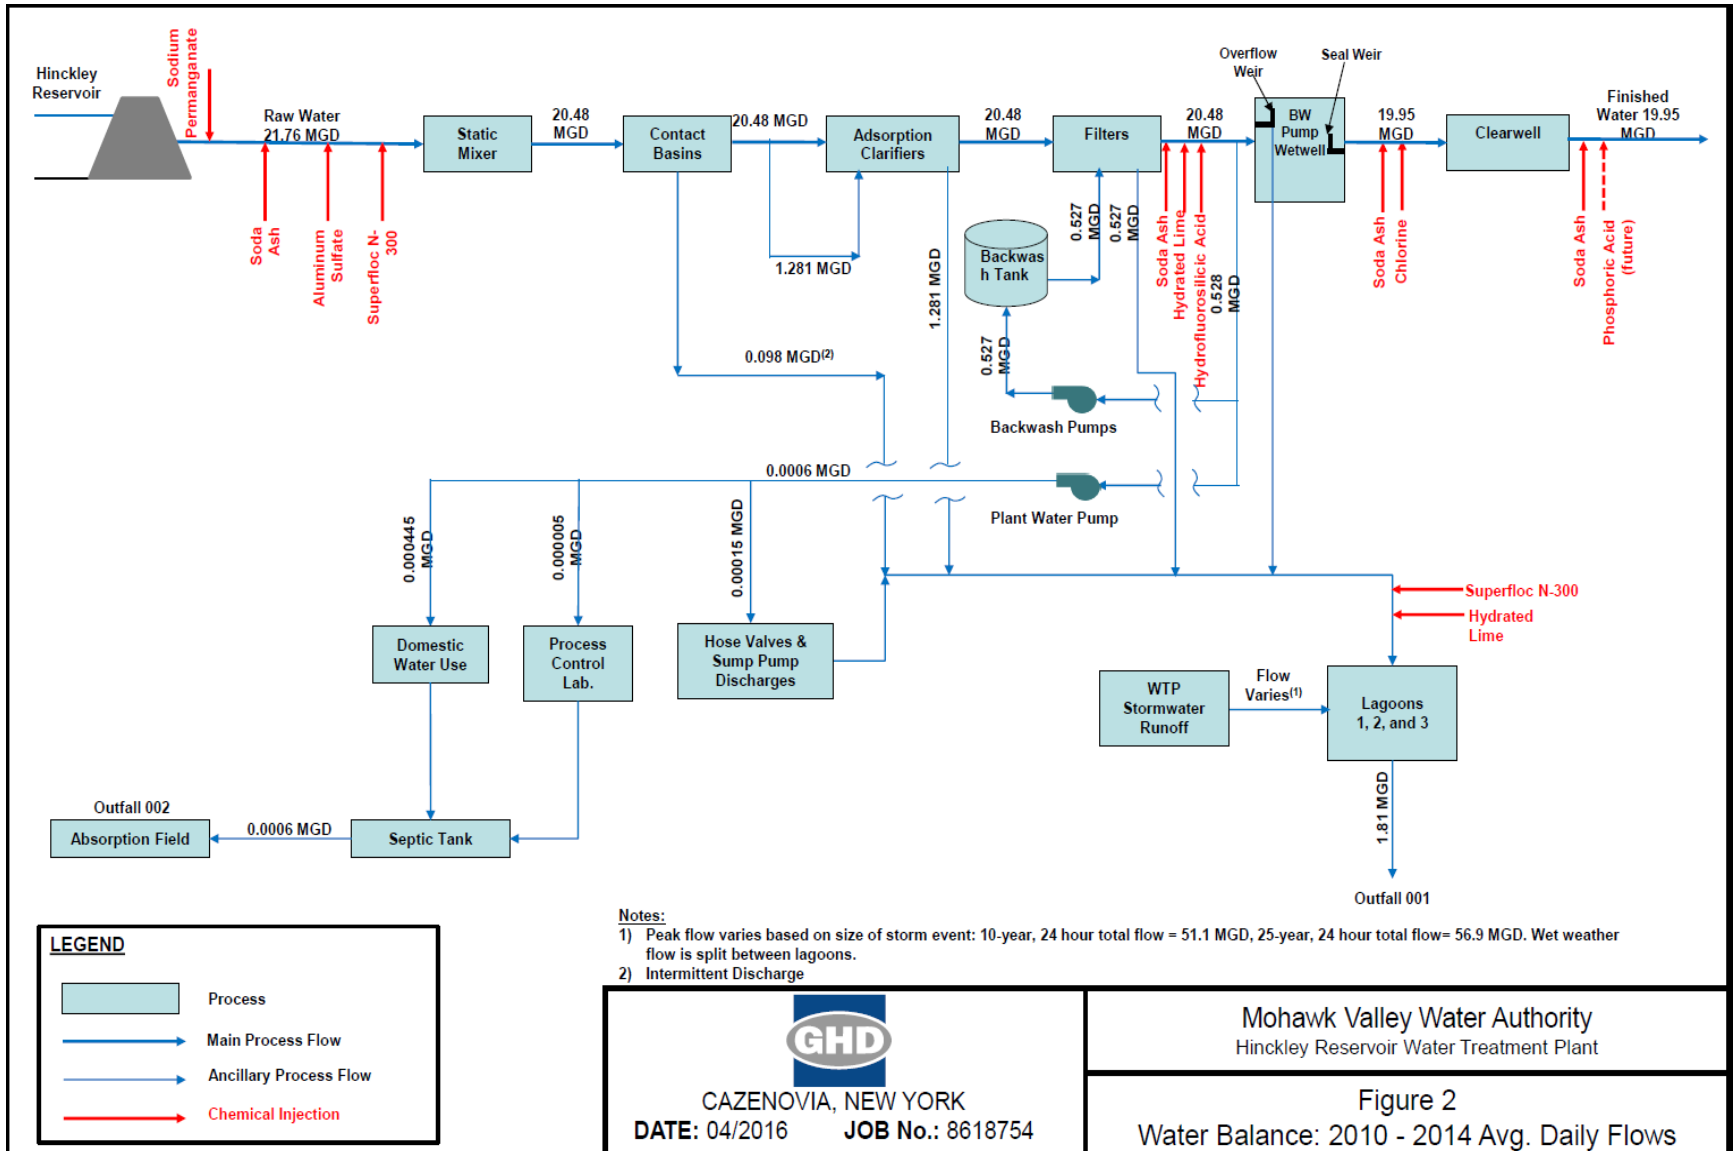 Hinckley
Reservoir
Sodium
Permanganate
Raw Water
21.76 MGD
Soda
Ash
Aluminum
Sulfate
Superfloc N-
300
Static
Mixer
20.48
MGD
Contact
Basins
20.48 MGD
1.281 MGD
Adsorption
Clarifiers
20.48
MGD
Filters
20.48
MGD
Overflow
Weir
Seal Weir
BW
Pump
Wetwell
19.95
MGD
Clearwell
Finished
Water 19.95
MGD
Soda Ash
Hydrated Lime
Hydrofluorosilicic Acid
0.528
MGD
Soda Ash
Chlorine
Soda Ash
Phosphoric Acid
(future)
0.527
MGD
0.527
MGD
1.281 MGD
Backwas
h Tank
0.527
MGD
0.098 MGD(2)
Backwash Pumps
0.0006 MGD
Plant Water Pump
0.000445
MGD
0.000005
MGD
0.00015 MGD
Superfloc N-300
Hydrated
Lime
Domestic
Water Use
Process
Control
Lab.
Hose Valves &
Sump Pump
Discharges
WTP
Stormwater
Runoff
Flow
Varies(1)
Lagoons
1, 2, and 3
1.81 MGD
Outfall 001
Outfall 002
Absorption Field
0.0006 MGD
Septic Tank
Notes:
1) Peak flow varies based on size of storm event: 10-year, 24 hour total flow = 51.1 MGD, 25-year, 24 hour total flow= 56.9 MGD. Wet weather
flow is split between lagoons.
2) Intermittent Discharge
LEGEND
Process
Main Process Flow
Ancillary Process Flow
Chemical Injection
GHD
CAZENOVIA, NEW YORK
DATE: 04/2016 JOB No.: 8618754
Mohawk Valley Water Authority
Hinckley Reservoir Water Treatment Plant
Figure 2
Water Balance: 2010 - 2014 Avg. Daily Flows